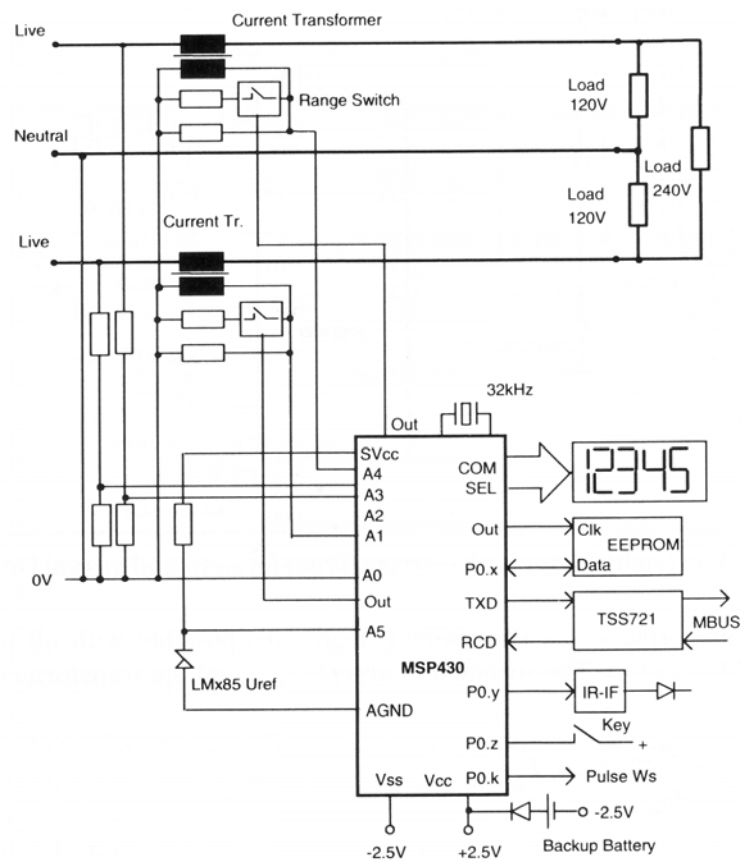 Current Transformer
Live
Range Switch
Load
120V
Neutral
Load
240V
Load
120V
Current Tr.
Live
32kHz
Out
SVcc
A4
A3
A2
A1
A0
Out
A5
AGND
COM
SEL
12345
Out
Clk
EEPROM
P0.x
Data
TXD
TSS721
MBUS
RCD
MSP430
0V
LMx85 Uref
P0.y
IR-IF
Key
P0.z
+
P0.k
Pulse Ws
Vss
Vcc
-2.5V
-2.5V
+2.5V
Backup Battery